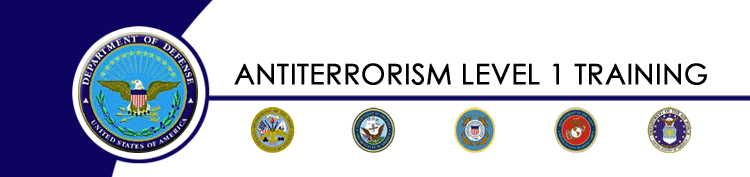 DEPARTMENT OF DEFENSE
UNITED STATES OF AMERICA
ANTITERRORISM LEVEL 1 TRAINING